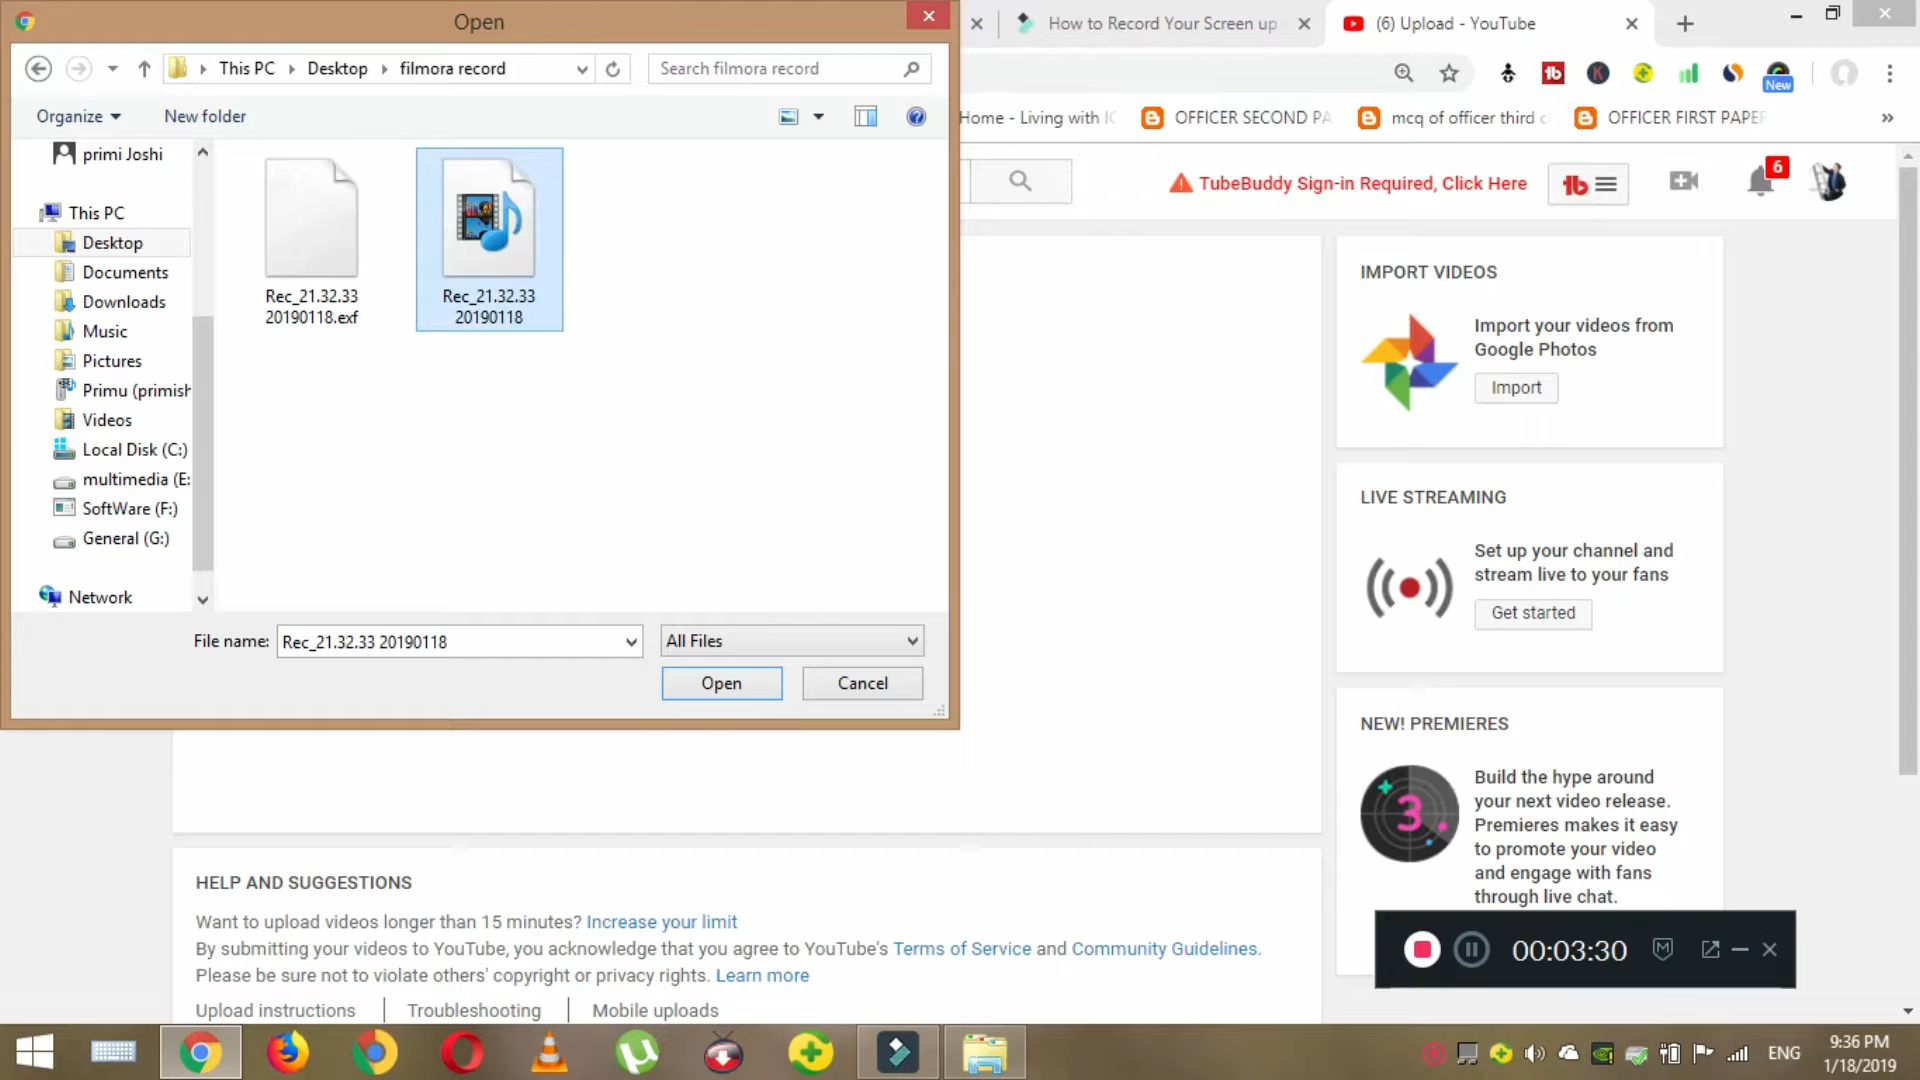 Open
How to Record Your Screen up
(6) Upload - YouTube
This PC
Desktop
filmora record
Search filmora record
New
Organize
New folder
Home - Living with IC
OFFICER SECOND PA
mcq of officer third c
OFFICER FIRST PAPER
primi Joshi
This PC
Desktop
Documents
Downloads
Music
Pictures
Primu (primish
Videos
Local Disk (C:)
multimedia (E:
SoftWare (F:)
General (G:)
Network
Rec_21.32.33
20190118.exf
Rec_21.32.33
20190118
File name:
Rec_21.32.33 20190118
All Files
Open
Cancel
TubeBuddy Sign-in Required, Click Here
6
IMPORT VIDEOS
Import your videos from
Google Photos
Import
LIVE STREAMING
Set up your channel and
stream live to your fans
Get started
NEW! PREMIERES
3
Build the hype around
your next video release.
Premieres makes it easy
to promote your video
and engage with fans
through live chat.
HELP AND SUGGESTIONS
Want to upload videos longer than 15 minutes? Increase your limit
By submitting your videos to YouTube, you acknowledge that you agree to YouTube's Terms of Service and Community Guidelines.
Please be sure not to violate others' copyright or privacy rights. Learn more
Upload instructions
Troubleshooting
Mobile uploads
00:03:30
ENG
9:36 PM
1/18/2019